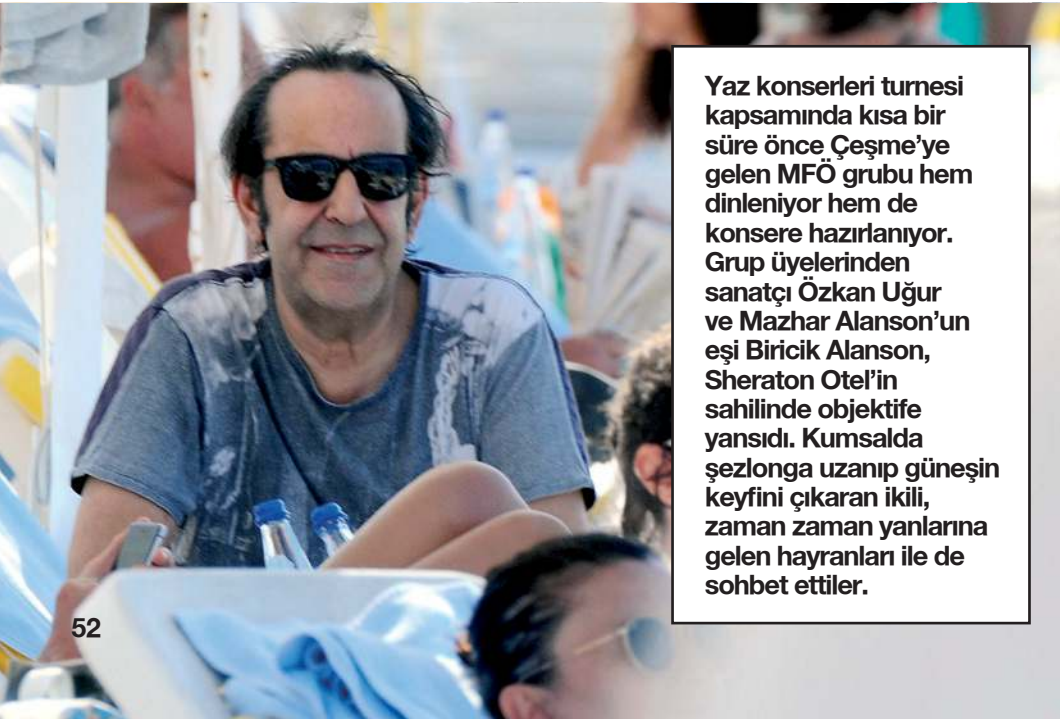 Yaz konserleri turnesi
kapsamında kısa bir
süre önce Çeşme’ye
gelen MFÖ grubu hem
dinleniyor hem de
konsere hazırlanıyor.
Grup üyelerinden
sanatçı Özkan Uğur
ve Mazhar Alanson’un
eşi Biricik Alanson,
Sheraton Otel’in
sahilinde objektife
yansıdı. Kumsalda
şezlonga uzanıp güneşin
keyfini çıkaran ikili,
zaman zaman yanlarına
gelen hayranları ile de
sohbet ettiler.
52